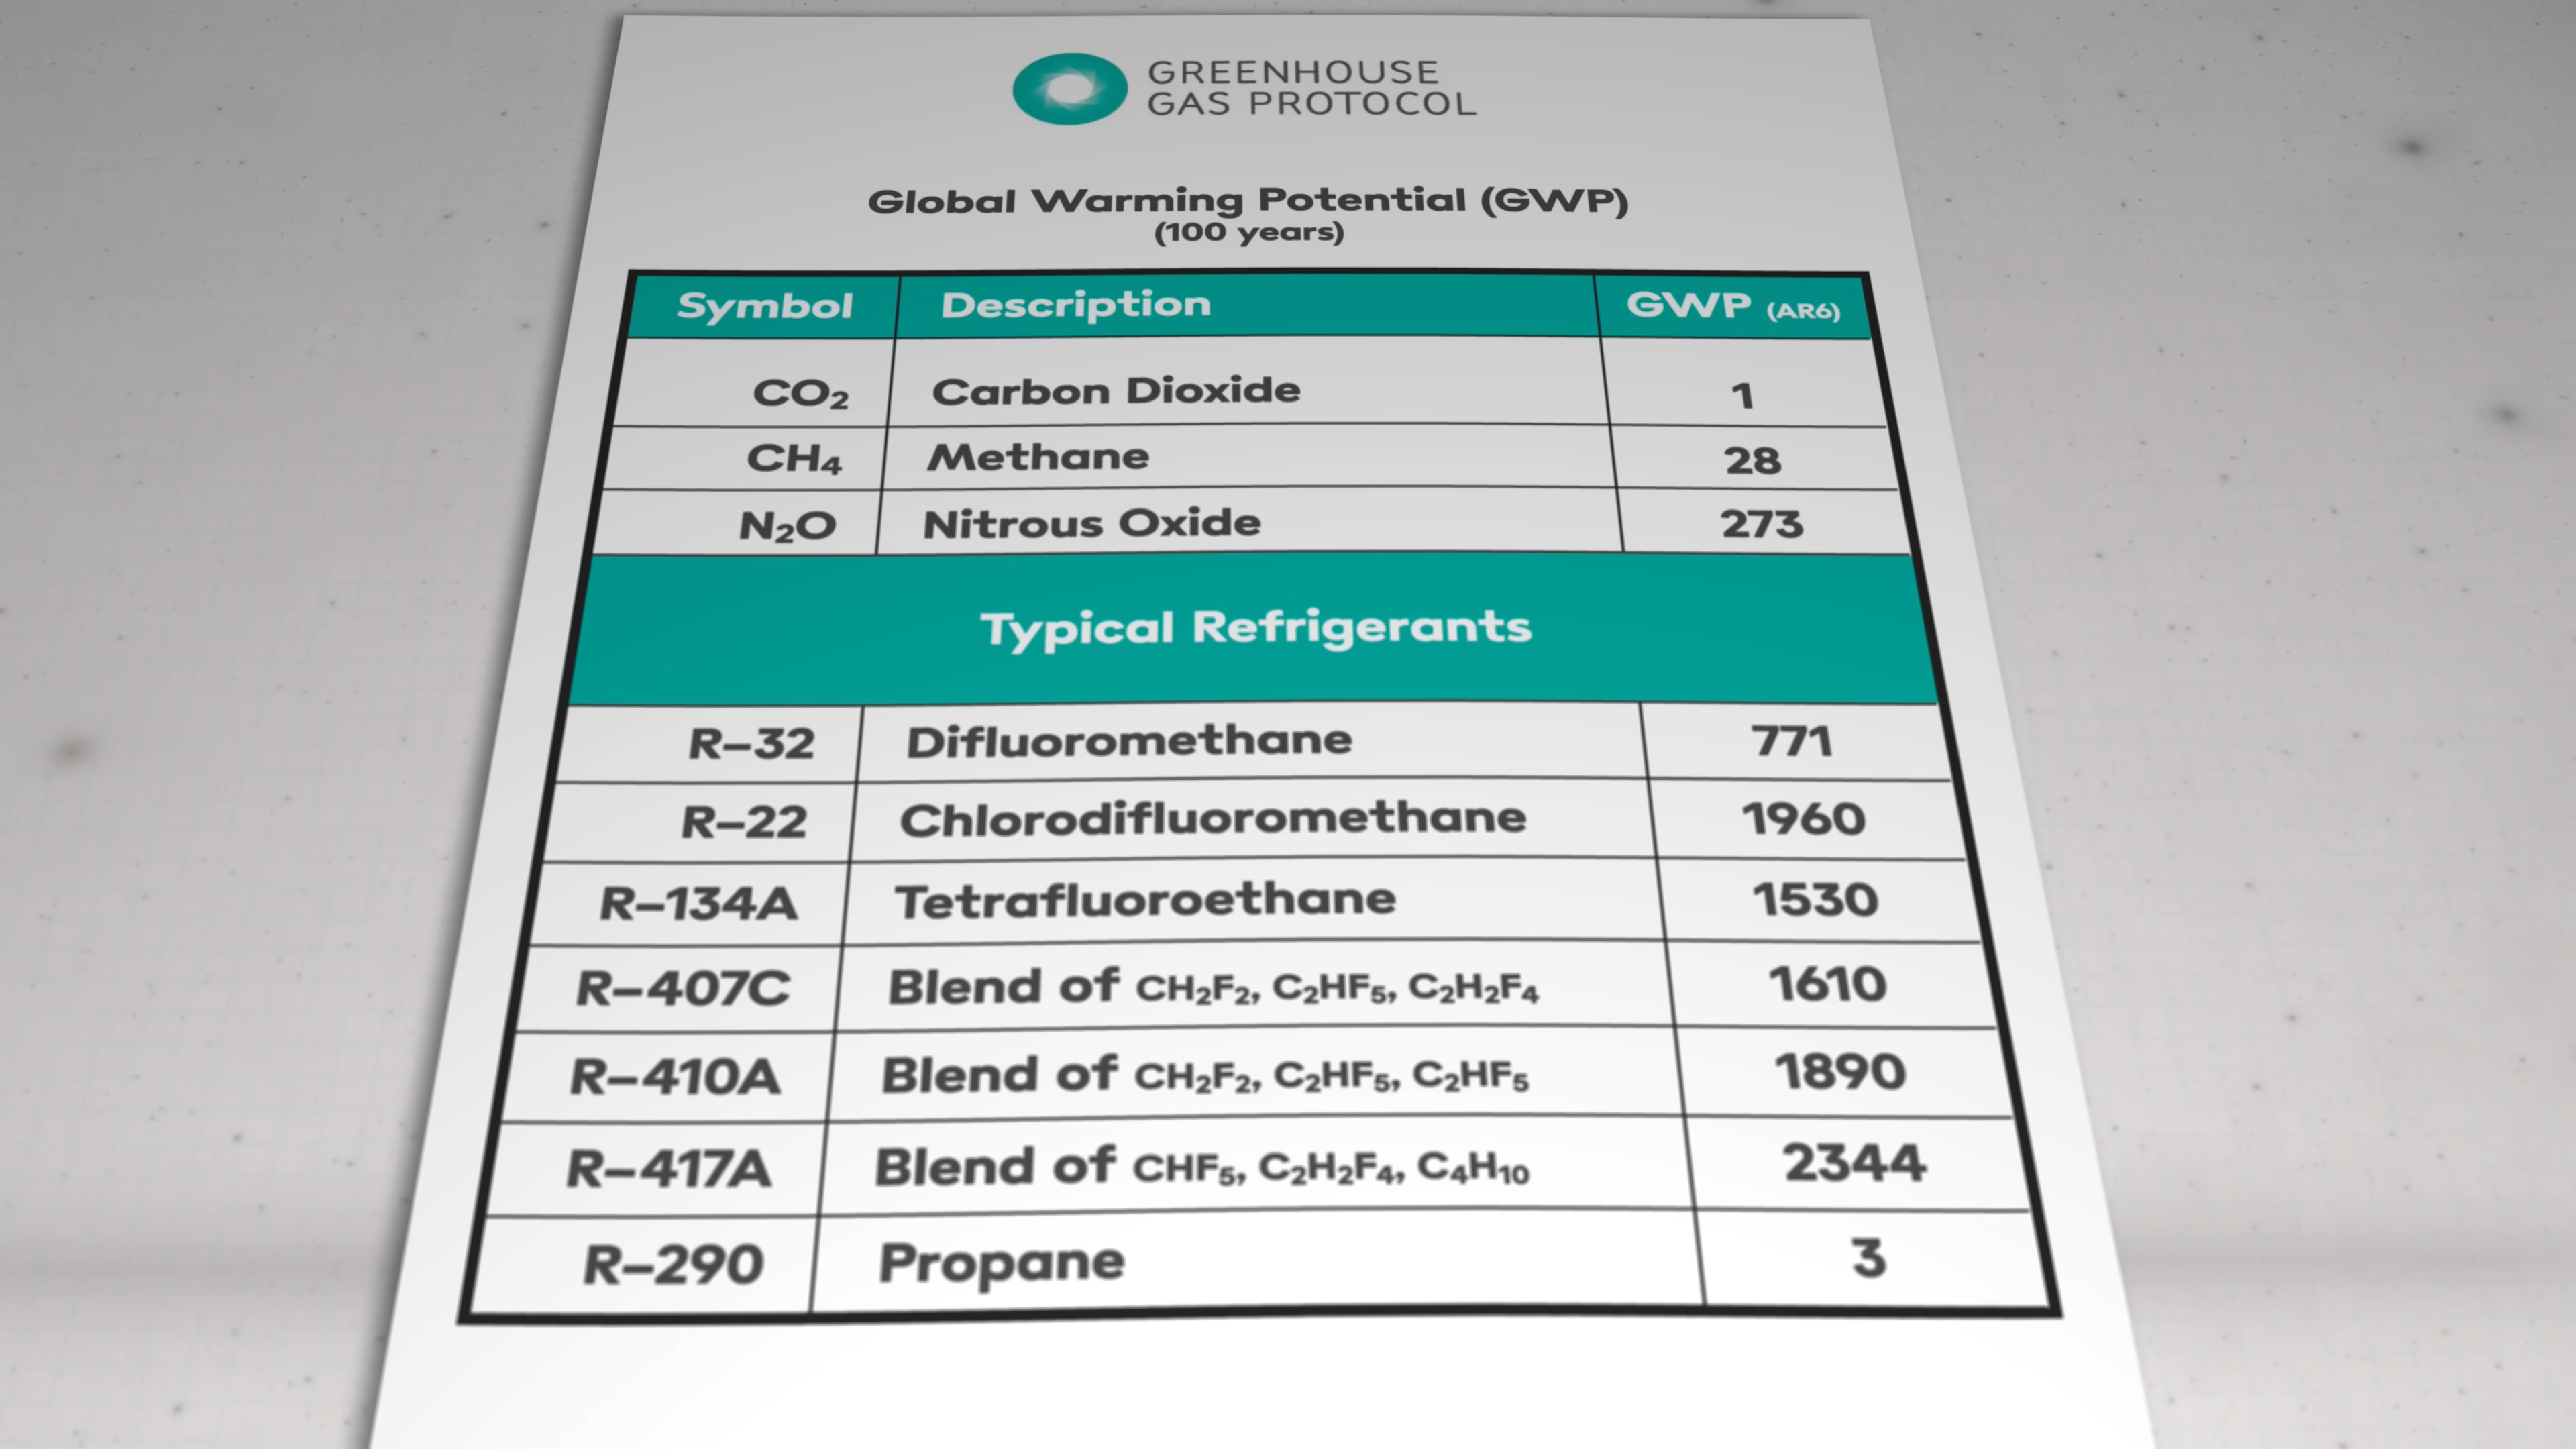 GREENHOUSE
GAS PROTOCOL
Global Warming Potential (GWP)
(100 years)
Symbol Description GWP (AR6)
CO₂ Carbon Dioxide 1
CH₄ Methane 28
N₂O Nitrous Oxide 273
Typical Refrigerants
R–32 Difluoromethane 771
R–22 Chlorodifluoromethane 1960
R–134A Tetrafluoroethane 1530
R–407C Blend of CH₂F₂, C₂HF₅, C₂H₂F₄ 1610
R–410A Blend of CH₂F₂, C₂HF₅, C₂HF₅ 1890
R–417A Blend of CHF₅, C₂H₂F₄, C₄H₁₀ 2344
R–290 Propane 3